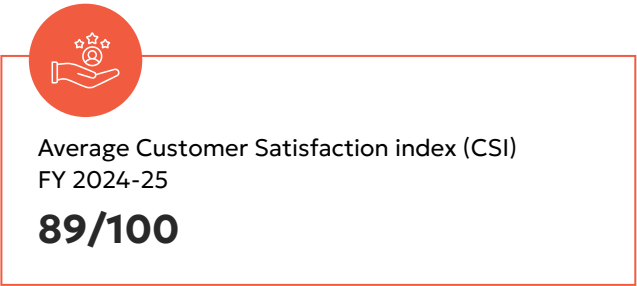 Average Customer Satisfaction index (CSI)
FY 2024-25
89/100